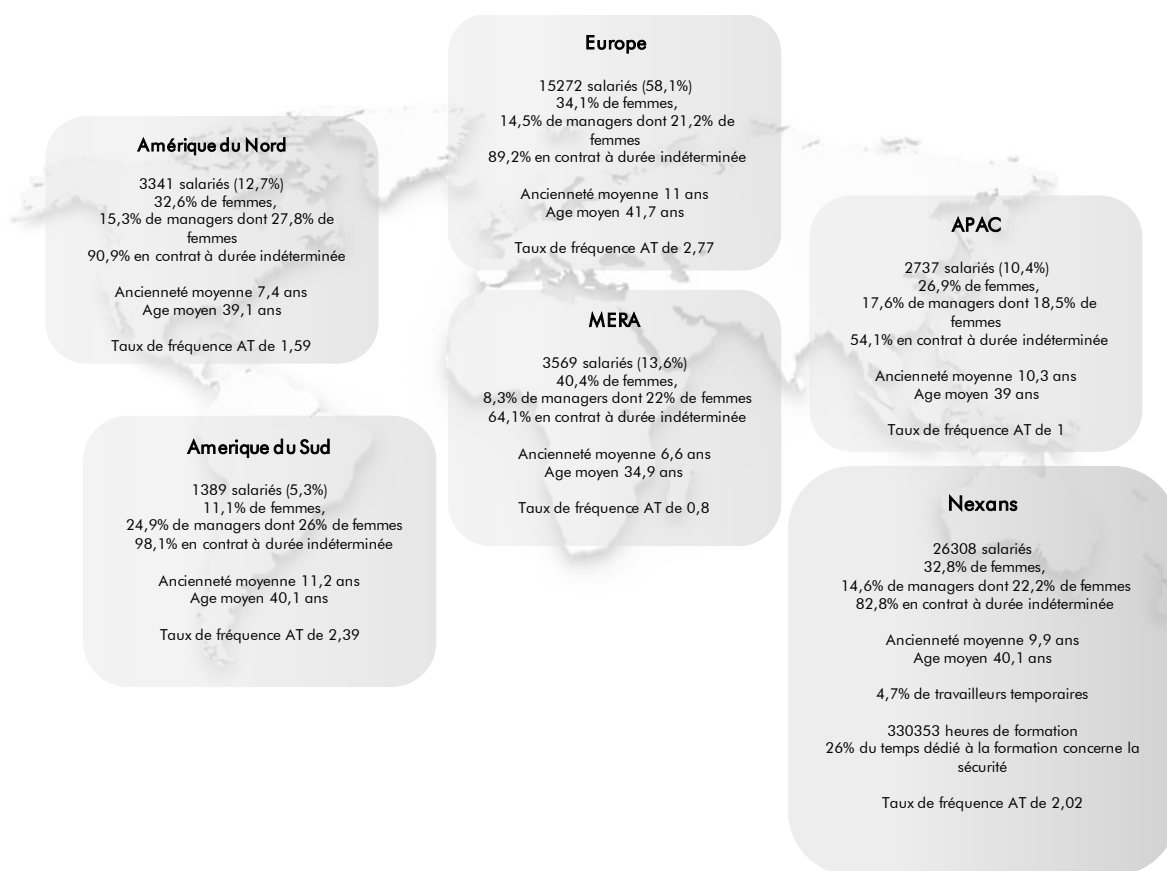 Europe
15272 salariés (58,1%)
34,1% de femmes,
14,5% de managers dont 21,2% de
femmes
89,2% en contrat à durée indéterminée
Ancienneté moyenne 11 ans
Age moyen 41,7 ans
Taux de fréquence AT de 2,77
Amérique du Nord
3341 salariés (12,7%)
32,6% de femmes,
15,3% de managers dont 27,8% de
femmes
90,9% en contrat à durée indéterminée
Ancienneté moyenne 7,4 ans
Age moyen 39,1 ans
Taux de fréquence AT de 1,59
APAC
2737 salariés (10,4%)
26,9% de femmes,
17,6% de managers dont 18,5% de
femmes
54,1% en contrat à durée indéterminée
Ancienneté moyenne 10,3 ans
Age moyen 39 ans
Taux de fréquence AT de 1
MERA
3569 salariés (13,6%)
40,4% de femmes,
8,3% de managers dont 22% de femmes
64,1% en contrat à durée indéterminée
Ancienneté moyenne 6,6 ans
Age moyen 34,9 ans
Taux de fréquence AT de 0,8
Amerique du Sud
1389 salariés (5,3%)
11,1% de femmes,
24,9% de managers dont 26% de femmes
98,1% en contrat à durée indéterminée
Ancienneté moyenne 11,2 ans
Age moyen 40,1 ans
Taux de fréquence AT de 2,39
Nexans
26308 salariés
32,8% de femmes,
14,6% de managers dont 22,2% de femmes
82,8% en contrat à durée indéterminée
Ancienneté moyenne 9,9 ans
Age moyen 40,1 ans
4,7% de travailleurs temporaires
330353 heures de formation
26% du temps dédié à la formation concerne la
sécurité
Taux de fréquence AT de 2,02